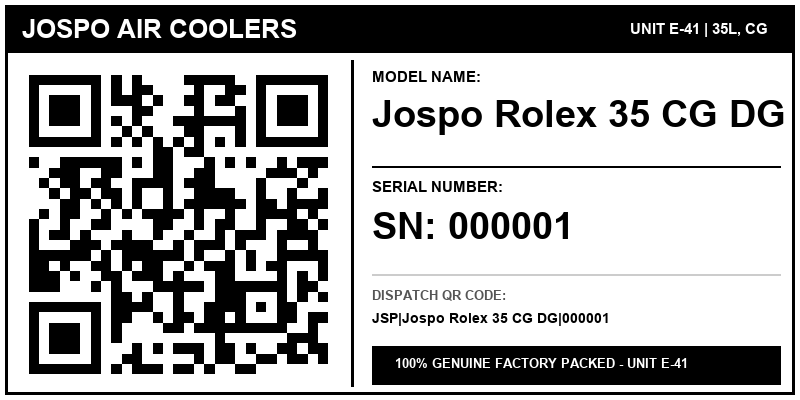 JOSPO AIR COOLERS
UNIT E-41 | 35L, CG
MODEL NAME:
Jospo Rolex 35 CG DG
SERIAL NUMBER:
SN: 000001
DISPATCH QR CODE:
JSP|Jospo Rolex 35 CG DG|000001
100% GENUINE FACTORY PACKED - UNIT E-41